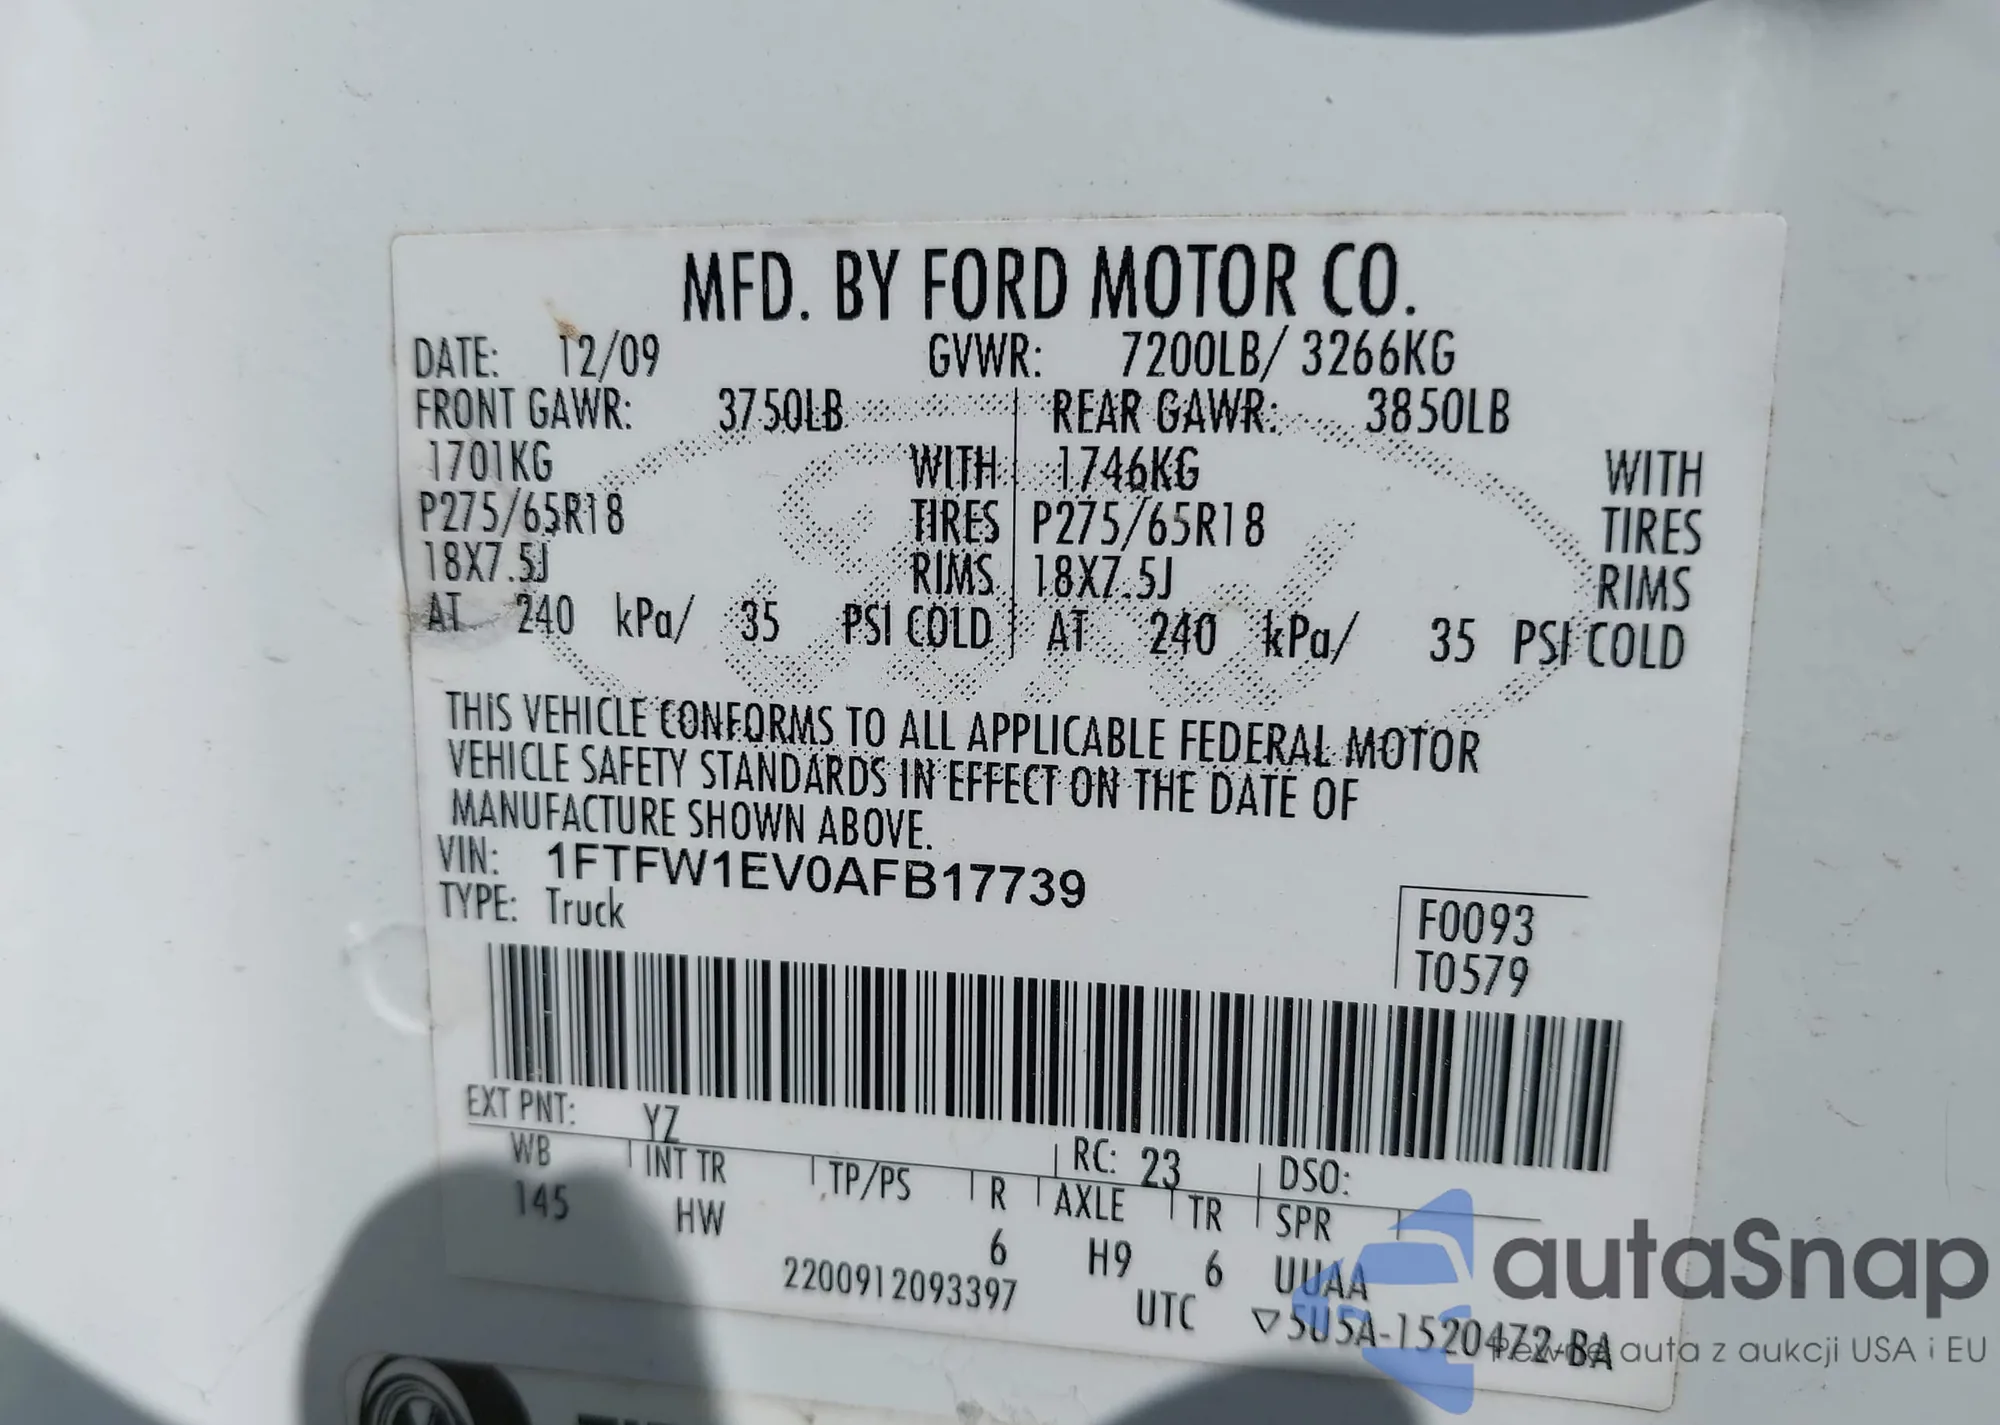 MFD. BY FORD MOTOR CO.
DATE: 12/09 GVWR: 7200LB/ 3266KG
FRONT GAWR: 3750LB REAR GAWR: 3850LB
1701KG WITH 1746KG WITH
P275/65R18 TIRES P275/65R18 TIRES
18X7.5J RIMS 18X7.5J RIMS
AT 240 kPa/ 35 PSI COLD AT 240 kPa/ 35 PSI COLD
THIS VEHICLE CONFORMS TO ALL APPLICABLE FEDERAL MOTOR
VEHICLE SAFETY STANDARDS IN EFFECT ON THE DATE OF
MANUFACTURE SHOWN ABOVE.
VIN: 1FTFW1EV0AFB17739
TYPE: Truck
F0093
T0579
EXT PNT: YZ RC: 23 DSO:
WB INT TR TP/PS R AXLE TR SPR
145 HW 6 H9 6 UUAA
2200912093397 UTC ▽5U5A-1520472-BA
autaSnap
Pewne auta z aukcji USA i EU